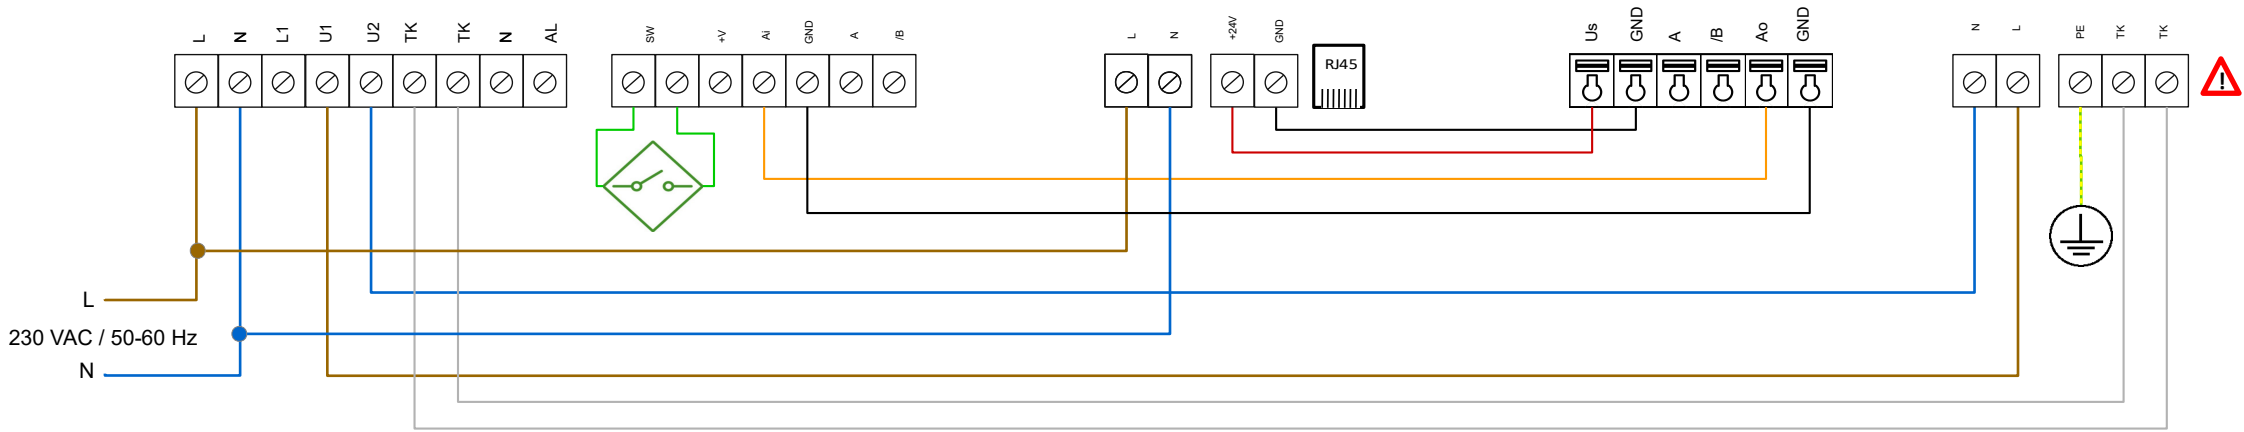 L N L1 U1 U2 TK TK N AL
SW +V Ai GND A /B
L N
+24V GND
RJ45
Us GND A /B Ao GND
N L
PE TK TK
!
L
230 VAC / 50-60 Hz
N